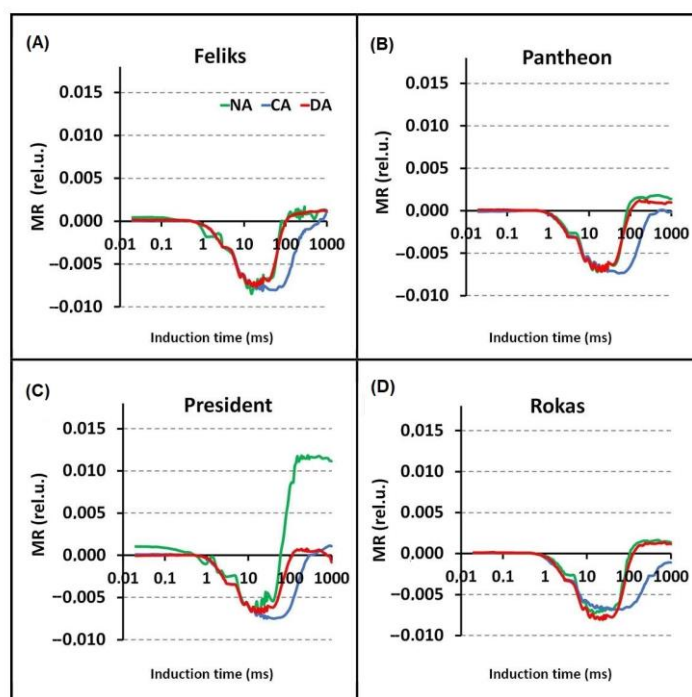 (A)
Feliks
NA CA DA
MR (rel.u.)
0.015
0.010
0.005
0.000
−0.005
−0.010
0.01 0.1 1 10 100 1000
Induction time (ms)
(B)
Pantheon
MR (rel.u.)
0.015
0.010
0.005
0.000
−0.005
−0.010
0.01 0.1 1 10 100 1000
Induction time (ms)
(C)
President
MR (rel.u.)
0.015
0.010
0.005
0.000
−0.005
−0.010
0.01 0.1 1 10 100 1000
Induction time (ms)
(D)
Rokas
MR (rel.u.)
0.015
0.010
0.005
0.000
−0.005
−0.010
0.01 0.1 1 10 100 1000
Induction time (ms)